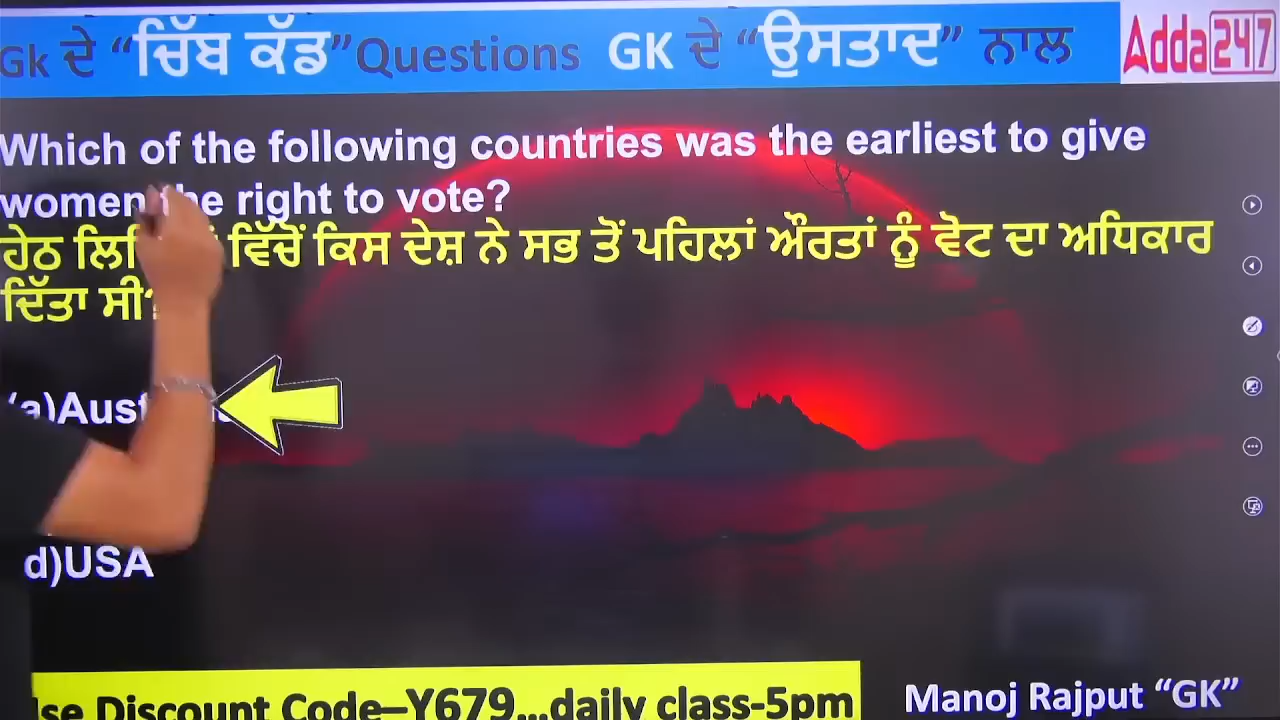 Gk ਦੇ “ਚਿੱਬ ਕੱਢ”Questions GK ਦੇ “ਉਸਤਾਦ” ਨਾਲ
Adda247
Which of the following countries was the earliest to give
women the right to vote?
ਹੇਠ ਵਿੱਚੋਂ ਕਿਸ ਦੇਸ਼ ਨੇ ਸਭ ਤੋਂ ਪਹਿਲਾਂ ਔਰਤਾਂ ਨੂੰ ਵੋਟ ਦਾ ਅਧਿਕਾਰ
ਦਿੱਤਾ ਸੀ?
d)USA
Discount Code–Y679...daily class-5pm
Manoj Rajput “GK”